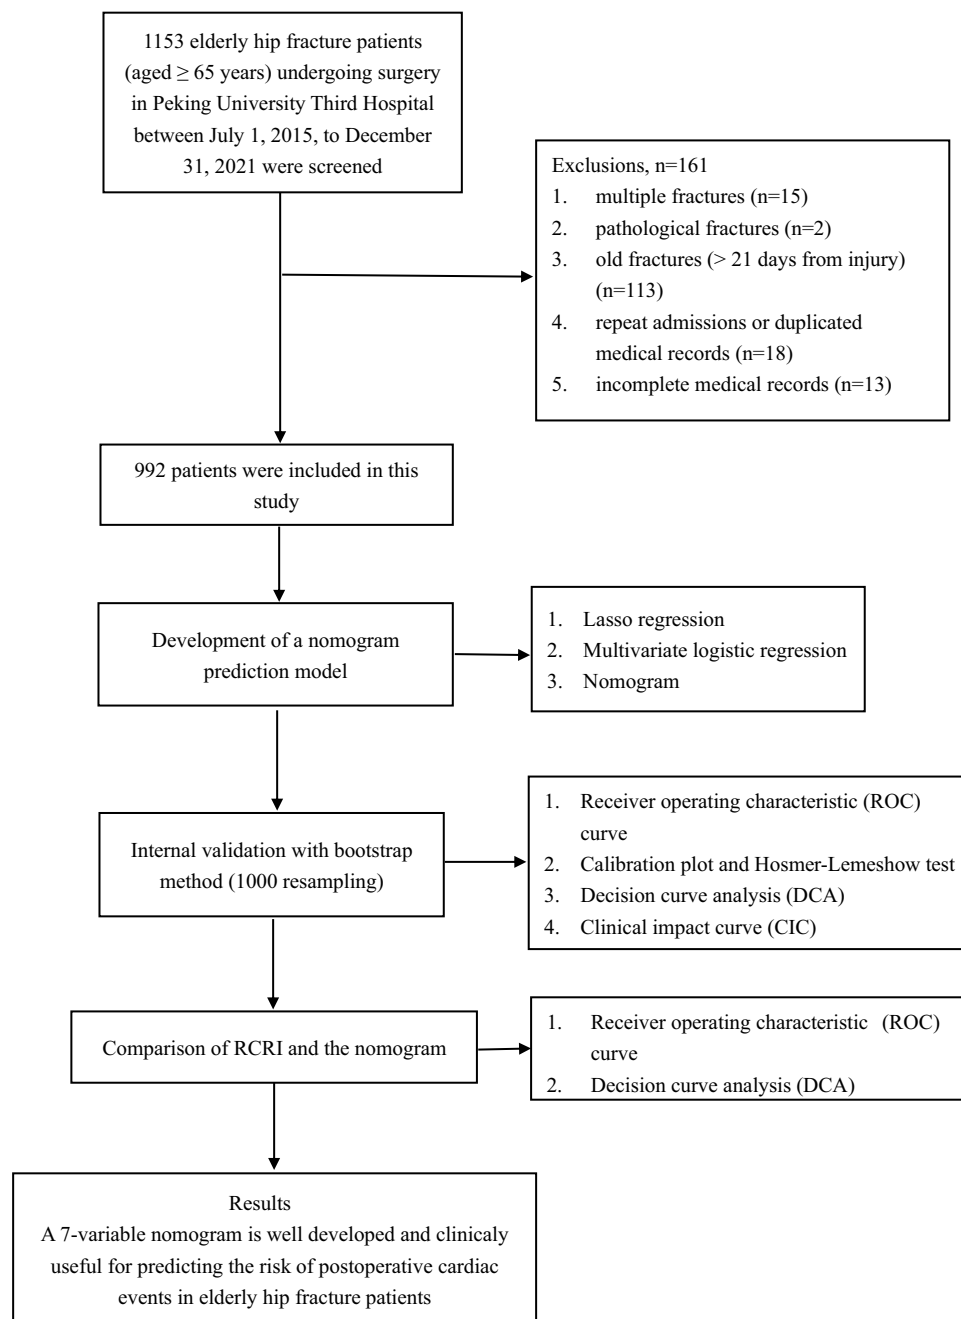 1153 elderly hip fracture patients
(aged ≥ 65 years) undergoing surgery
in Peking University Third Hospital
between July 1, 2015, to December
31, 2021 were screened
Exclusions, n=161
1. multiple fractures (n=15)
2. pathological fractures (n=2)
3. old fractures (> 21 days from injury)
(n=113)
4. repeat admissions or duplicated
medical records (n=18)
5. incomplete medical records (n=13)
992 patients were included in this
study
Development of a nomogram
prediction model
1. Lasso regression
2. Multivariate logistic regression
3. Nomogram
Internal validation with bootstrap
method (1000 resampling)
1. Receiver operating characteristic (ROC)
curve
2. Calibration plot and Hosmer-Lemeshow test
3. Decision curve analysis (DCA)
4. Clinical impact curve (CIC)
Comparison of RCRI and the nomogram
1. Receiver operating characteristic (ROC)
curve
2. Decision curve analysis (DCA)
Results
A 7-variable nomogram is well developed and clinicaly
useful for predicting the risk of postoperative cardiac
events in elderly hip fracture patients